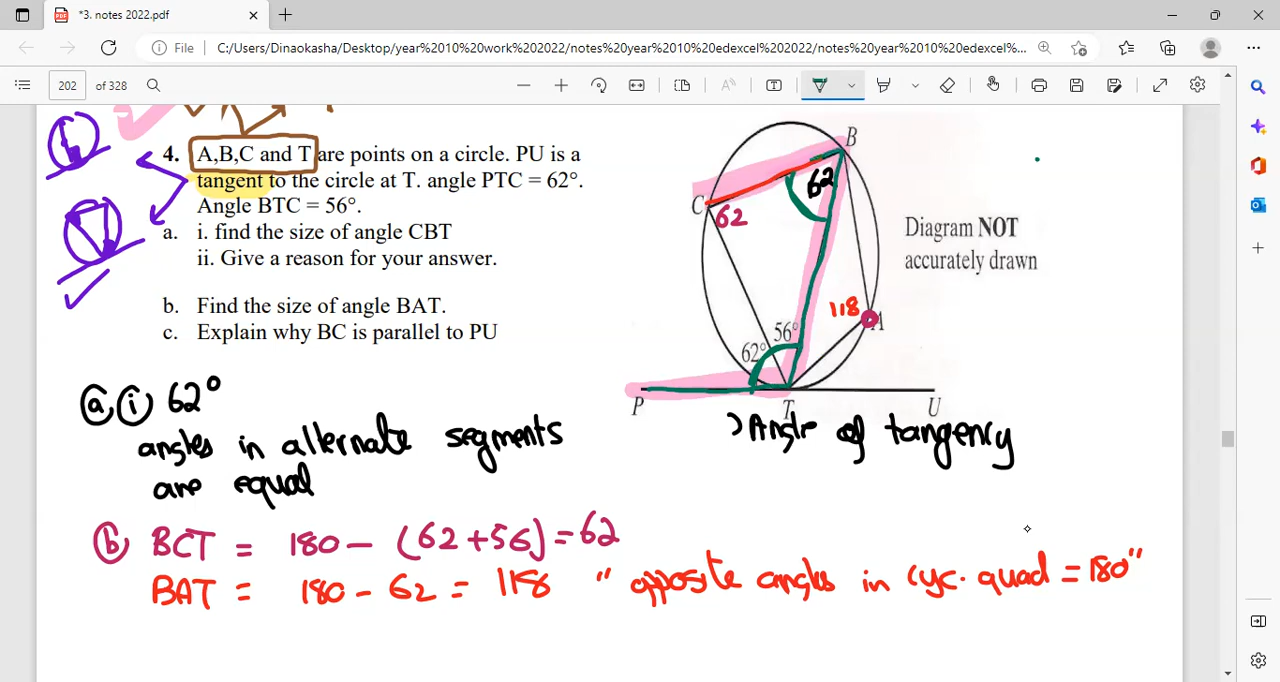 *3. notes 2022.pdf
File
C:/Users/Dinaokasha/Desktop/year%2010%20work%202022/notes%20year%2010%20edexcel%202022/notes%20year%2010%20edexcel...
202 of 328
4. A,B,C and T are points on a circle. PU is a
tangent to the circle at T. angle PTC = 62°.
Angle BTC = 56°.
a. i. find the size of angle CBT
ii. Give a reason for your answer.
b. Find the size of angle BAT.
c. Explain why BC is parallel to PU
B
62
C
62
Diagram NOT
accurately drawn
118
A
56°
62°
P
T
U
Angle of tangency
a i 62°
angles in alternate segments
are equal
b BCT = 180 - (62+56) = 62
BAT = 180 - 62 = 118 "opposite angles in cyc. quad = 180"